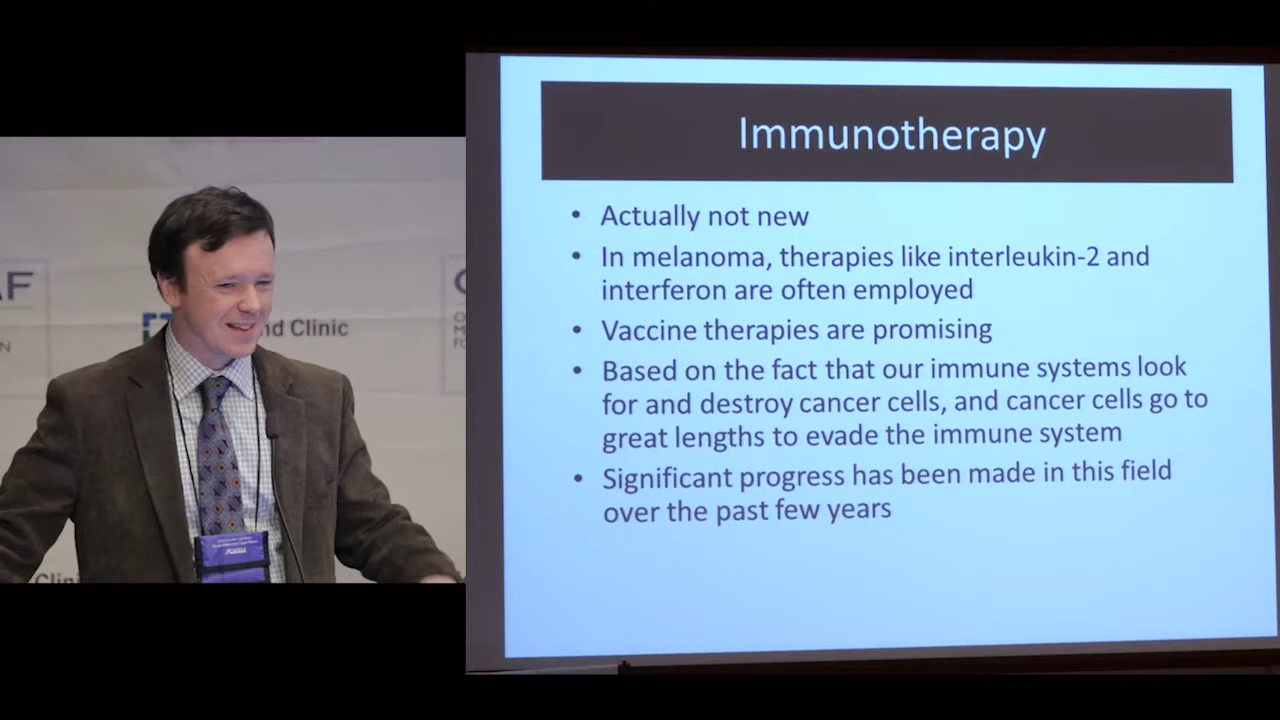 Immunotherapy
• Actually not new
• In melanoma, therapies like interleukin-2 and
interferon are often employed
• Vaccine therapies are promising
• Based on the fact that our immune systems look
for and destroy cancer cells, and cancer cells go to
great lengths to evade the immune system
• Significant progress has been made in this field
over the past few years
AF
ON
nd Clinic
Clini